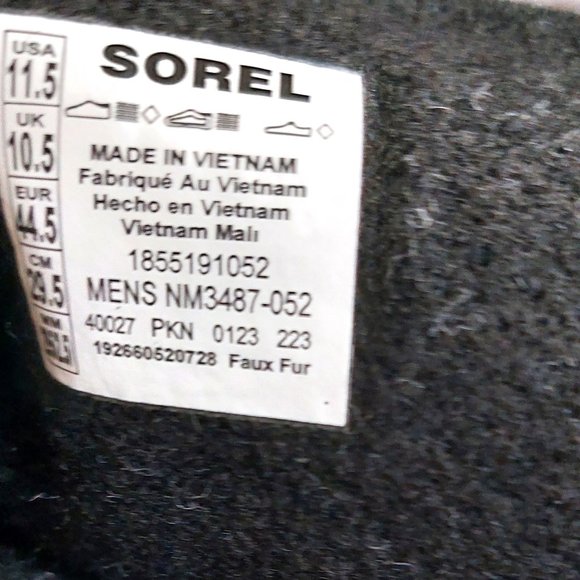 SOREL
USA
11.5
UK
10.5
EUR
44.5
CM
29.5
MADE IN VIETNAM
Fabriqué Au Vietnam
Hecho en Vietnam
Vietnam Malı
1855191052
MENS NM3487-052
40027 PKN 0123 223
192660520728 Faux Fur